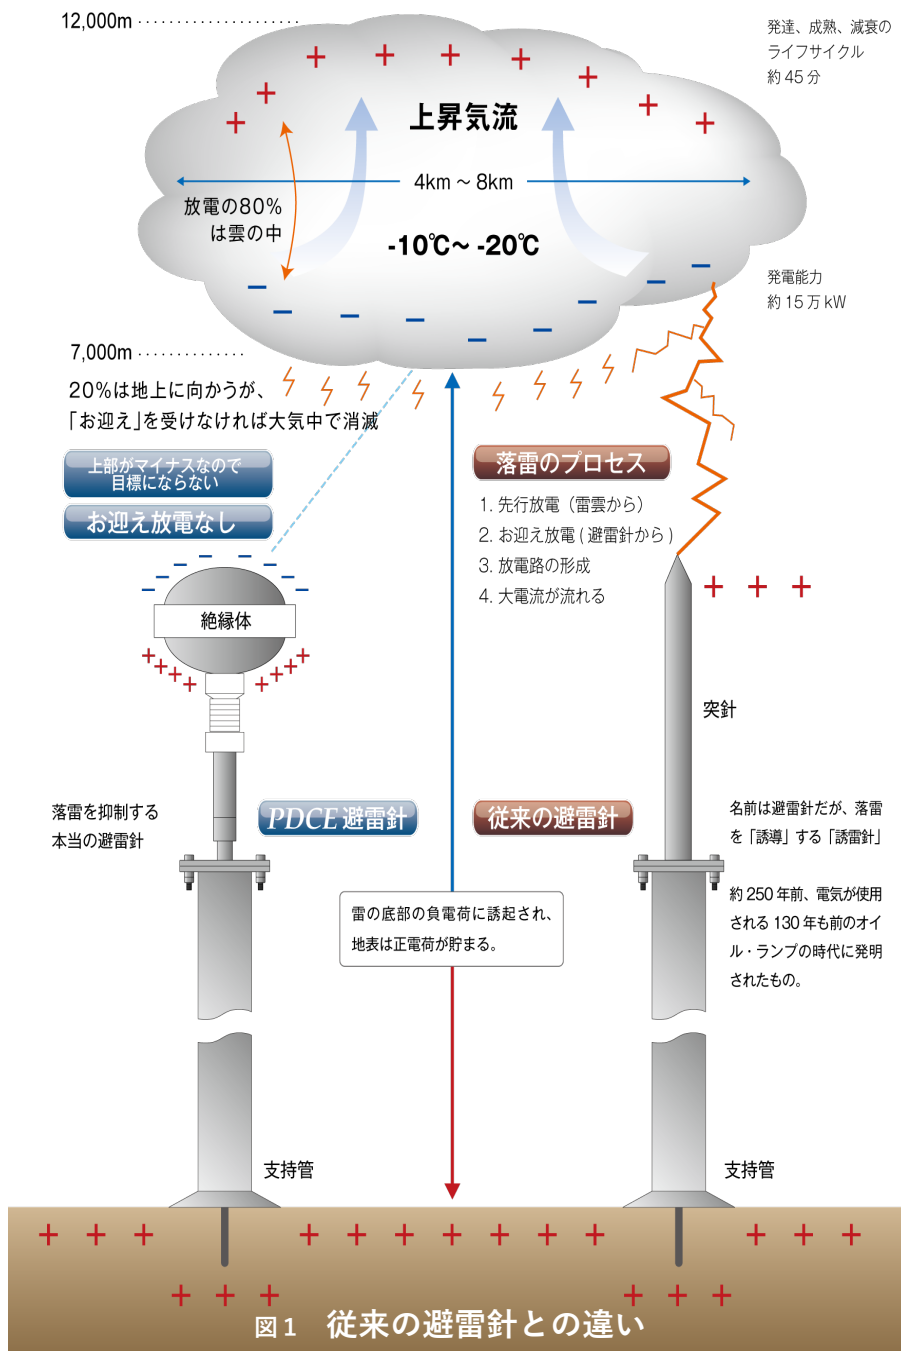 12,000m
発達、成熟、減衰の
ライフサイクル
約45分
上昇気流
4km ~ 8km
放電の80%
は雲の中
-10℃~ -20℃
発電能力
約15万kW
7,000m
20%は地上に向かうが、
「お迎え」を受けなければ大気中で消滅
上部がマイナスなので
目標にならない
お迎え放電なし
落雷のプロセス
1. 先行放電（雷雲から）
2. お迎え放電 ( 避雷針から )
3. 放電路の形成
4. 大電流が流れる
絶縁体
突針
落雷を抑制する
本当の避雷針
PDCE 避雷針
従来の避雷針
名前は避雷針だが、落雷
を「誘導」する「誘雷針」
約 250 年前、電気が使用
される 130 年も前のオイ
ル・ランプの時代に発明
されたもの。
雷の底部の負電荷に誘起され、
地表は正電荷が貯まる。
支持管
支持管
図1 従来の避雷針との違い